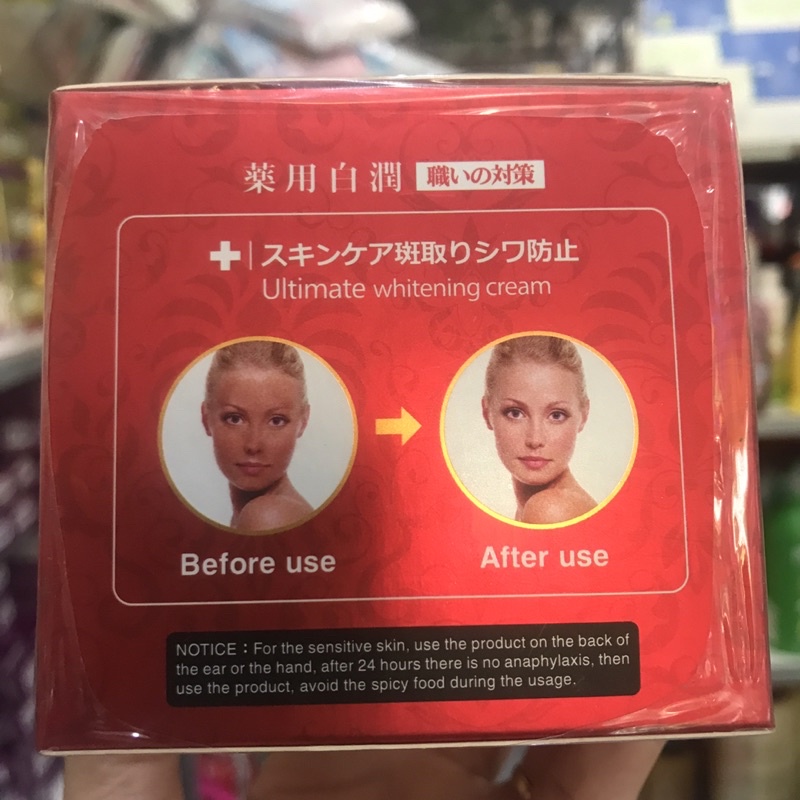 薬用白潤 職いの対策
スキンケア斑取りシワ防止
Ultimate whitening cream
Before use
After use
NOTICE：For the sensitive skin, use the product on the back of
the ear or the hand, after 24 hours there is no anaphylaxis, then
use the product, avoid the spicy food during the usage.